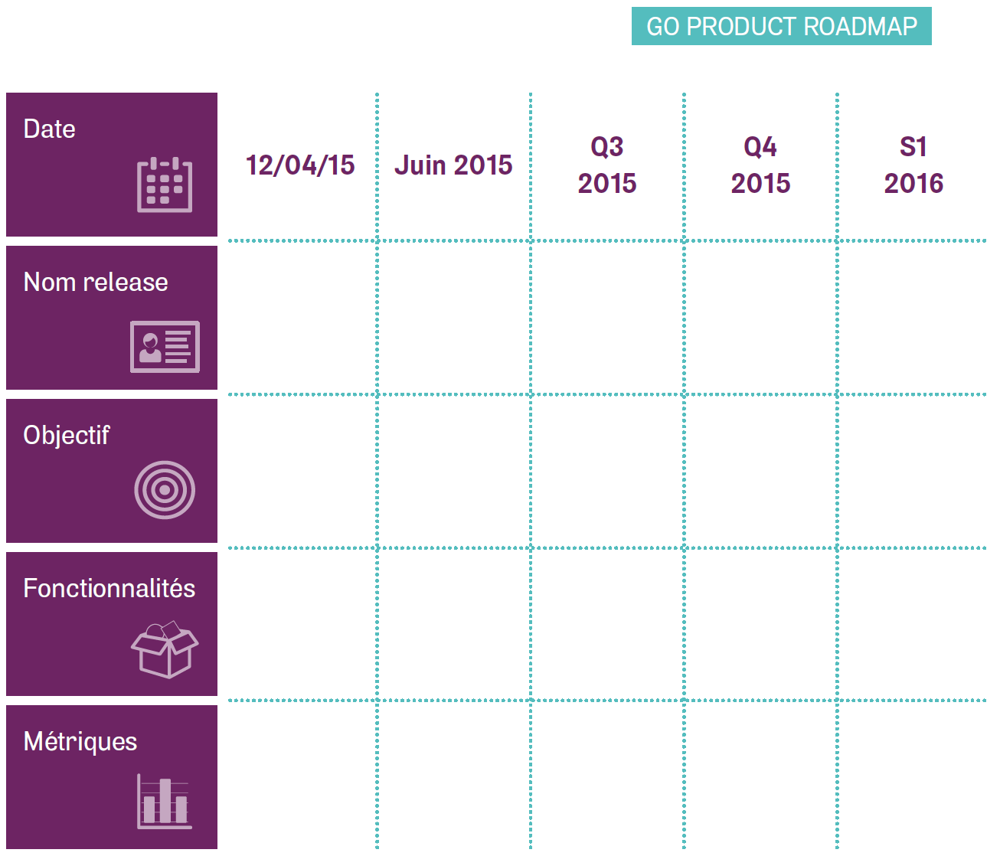 GO PRODUCT ROADMAP
Date
12/04/15
Juin 2015
Q3
2015
Q4
2015
S1
2016
Nom release
Objectif
Fonctionnalités
Métriques